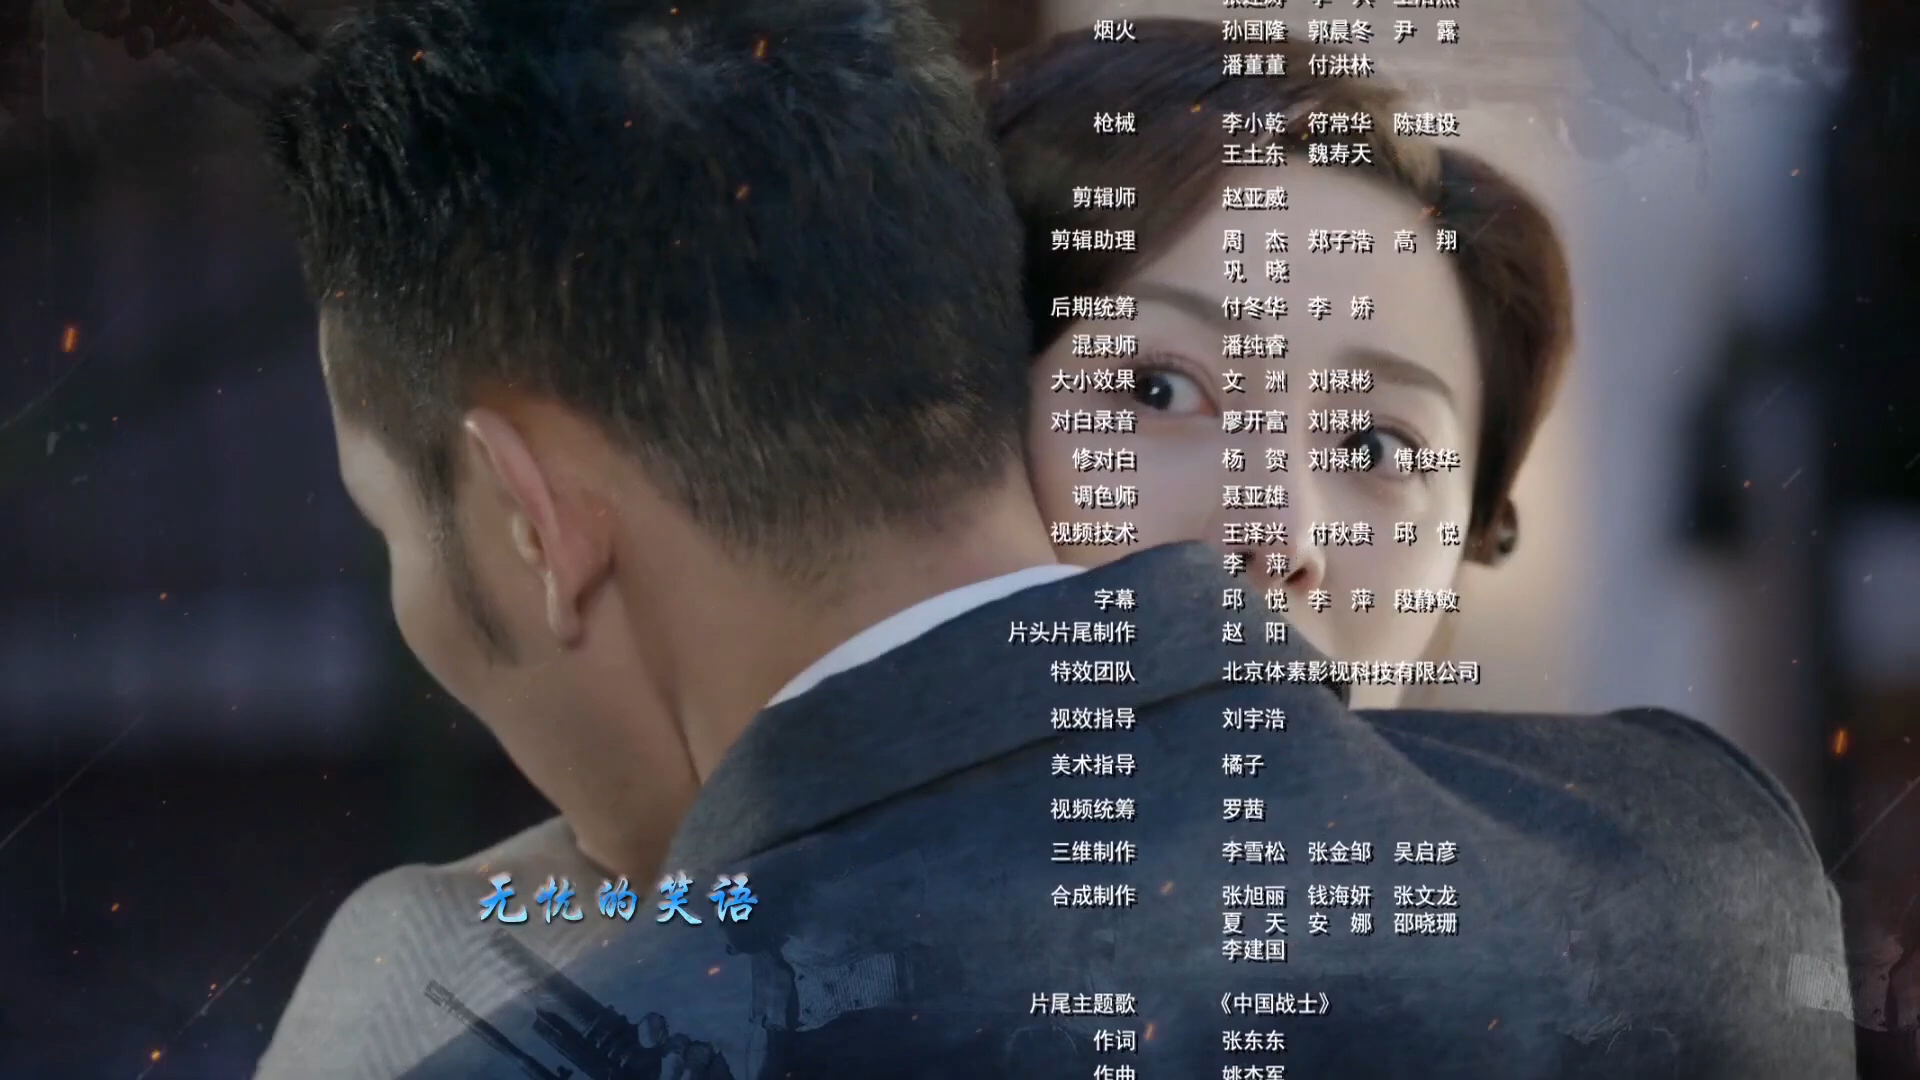 烟火 孙国隆 郭晨冬 尹 露
潘董董 付洪林
枪械 李小乾 符常华 陈建设
王土东 魏寿天
剪辑师 赵亚威
剪辑助理 周 杰 郑子浩 高 翔
巩 晓
后期统筹 付冬华 李 娇
混录师 潘纯睿
大小效果 文 洲 刘禄彬
对白录音 廖开富 刘禄彬
修对白 杨 贺 刘禄彬 傅俊华
调色师 聂亚雄
视频技术 王泽兴 付秋贵 邱 悦
李 萍
字幕 邱 悦 李 萍 段静敏
片头片尾制作 赵 阳
特效团队 北京体素影视科技有限公司
视效指导 刘宇浩
美术指导 橘子
视频统筹 罗茜
三维制作 李雪松 张金邹 吴启彦
合成制作 张旭丽 钱海妍 张文龙
夏 天 安 娜 邵晓珊
李建国
无忧的笑语
片尾主题歌 《中国战士》
作词 张东东
作曲 姚杰军